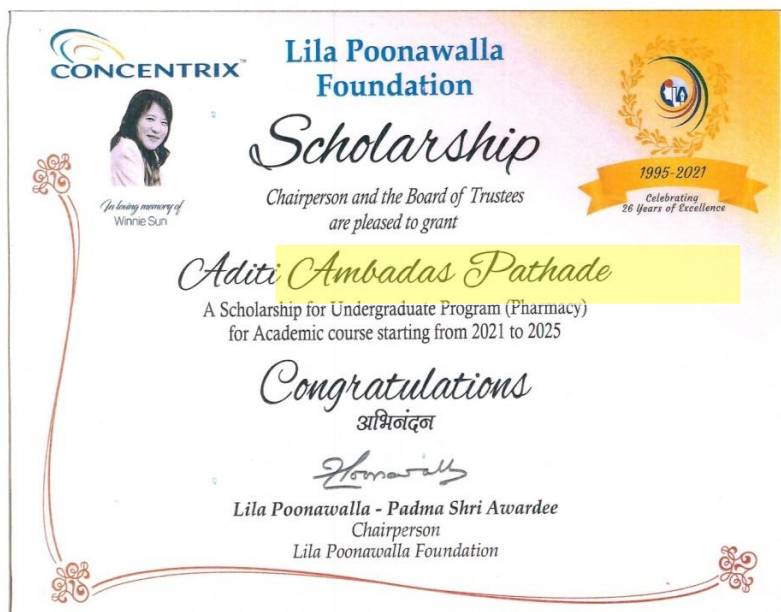 CONCENTRIX™
Lila Poonawalla
Foundation
Scholarship
In loving memory of
Winnie Sun
1995-2021
Celebrating
26 Years of Excellence
Chairperson and the Board of Trustees
are pleased to grant
Aditi Ambadas Pathade
A Scholarship for Undergraduate Program (Pharmacy)
for Academic course starting from 2021 to 2025
Congratulations
अभिनंदन
Lila Poonawalla - Padma Shri Awardee
Chairperson
Lila Poonawalla Foundation